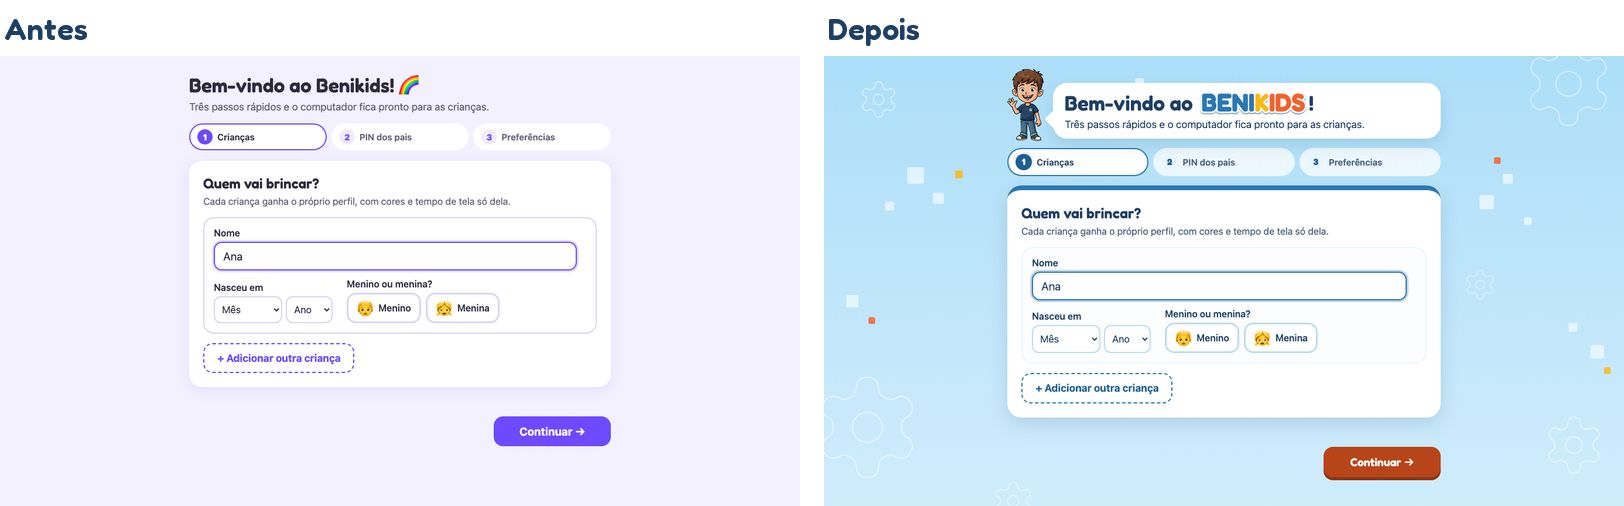 Antes
Bem-vindo ao Benikids! 🌈
Três passos rápidos e o computador fica pronto para as crianças.
1 Crianças
2 PIN dos pais
3 Preferências
Quem vai brincar?
Cada criança ganha o próprio perfil, com cores e tempo de tela só dela.
Nome
Ana
Nasceu em
Mês
Ano
Menino ou menina?
Menino
Menina
+ Adicionar outra criança
Continuar →
Depois
Bem-vindo ao BENIKIDS!
Três passos rápidos e o computador fica pronto para as crianças.
1 Crianças
2 PIN dos pais
3 Preferências
Quem vai brincar?
Cada criança ganha o próprio perfil, com cores e tempo de tela só dela.
Nome
Ana
Nasceu em
Mês
Ano
Menino ou menina?
Menino
Menina
+ Adicionar outra criança
Continuar →